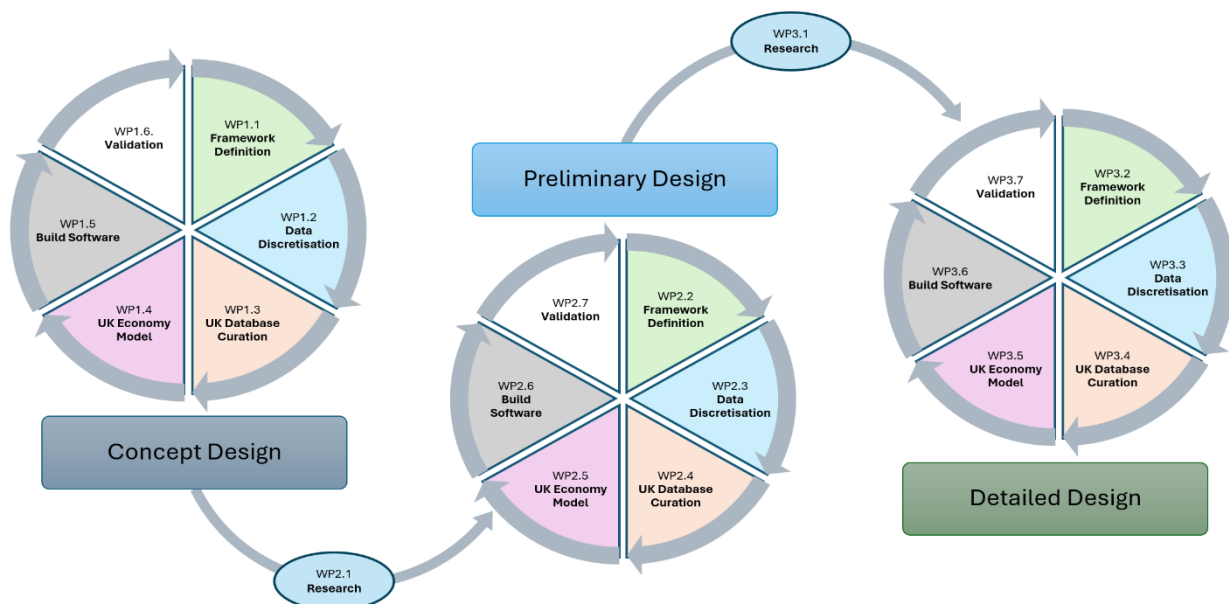 WP1.6.
Validation
WP1.1
Framework
Definition
WP1.2
Data
Discretisation
WP1.3
UK Database
Curation
WP1.4
UK Economy
Model
WP1.5
Build Software
Concept Design
WP2.1
Research
Preliminary Design
WP2.7
Validation
WP2.2
Framework
Definition
WP2.3
Data
Discretisation
WP2.4
UK Database
Curation
WP2.5
UK Economy
Model
WP2.6
Build
Software
WP3.1
Research
WP3.7
Validation
WP3.2
Framework
Definition
WP3.3
Data
Discretisation
WP3.4
UK Database
Curation
WP3.5
UK Economy
Model
WP3.6
Build Software
Detailed Design